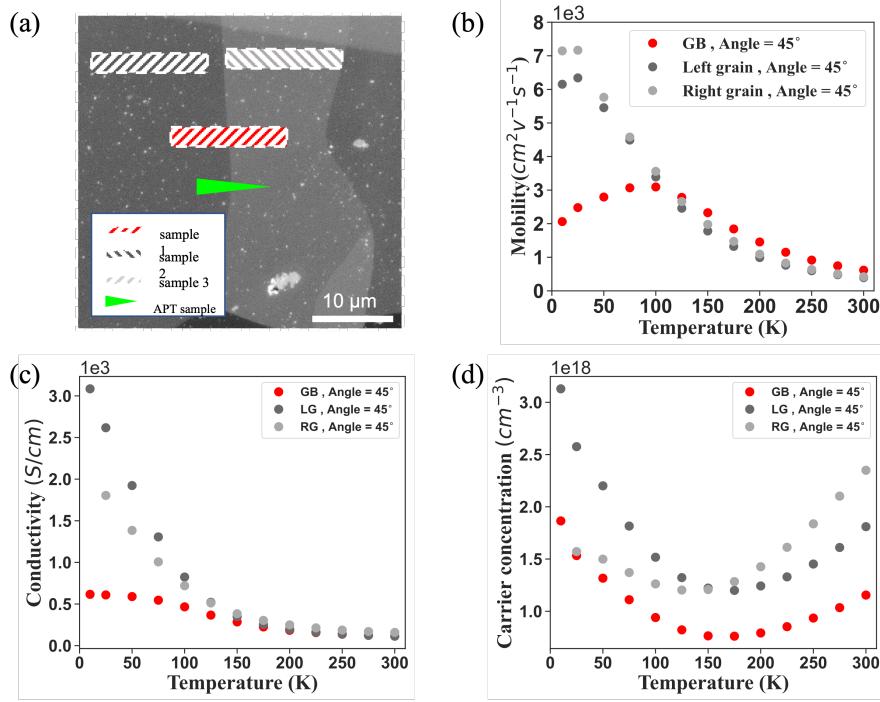 (a)
sample
1
sample
2
sample 3
APT sample
10 µm
(b)
1e3
GB , Angle = 45°
Left grain , Angle = 45°
Right grain , Angle = 45°
Mobility(cm²v⁻¹s⁻¹)
8
7
6
5
4
3
2
1
0
0 50 100 150 200 250 300
Temperature (K)
(c)
1e3
GB , Angle = 45°
LG , Angle = 45°
RG , Angle = 45°
Conductivity (S/cm)
3.0
2.5
2.0
1.5
1.0
0.5
0.0
0 50 100 150 200 250 300
Temperature (K)
(d)
1e18
GB , Angle = 45°
LG , Angle = 45°
RG , Angle = 45°
Carrier concentration (cm⁻³)
3.0
2.5
2.0
1.5
1.0
0 50 100 150 200 250 300
Temperature (K)